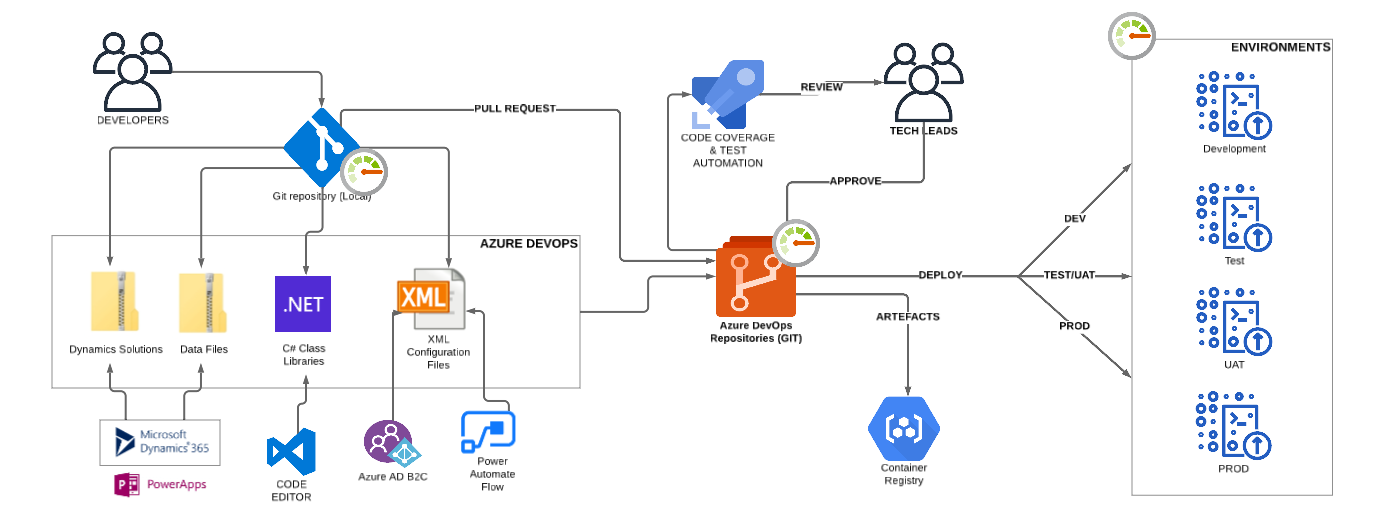 ENVIRONMENTS
DEVELOPERS
PULL REQUEST
REVIEW
CODE COVERAGE
& TEST
AUTOMATION
TECH LEADS
Development
APPROVE
Git repository (Local)
DEV
AZURE DEVOPS
Test
DEPLOY
TEST/UAT
.NET
XML
ARTEFACTS
PROD
Azure DevOps
Repositories (GIT)
Dynamics Solutions
Data Files
C# Class
Libraries
XML
Configuration
Files
UAT
Microsoft
Dynamics 365
PowerApps
CODE
EDITOR
Azure AD B2C
Power
Automate
Flow
Container
Registry
PROD